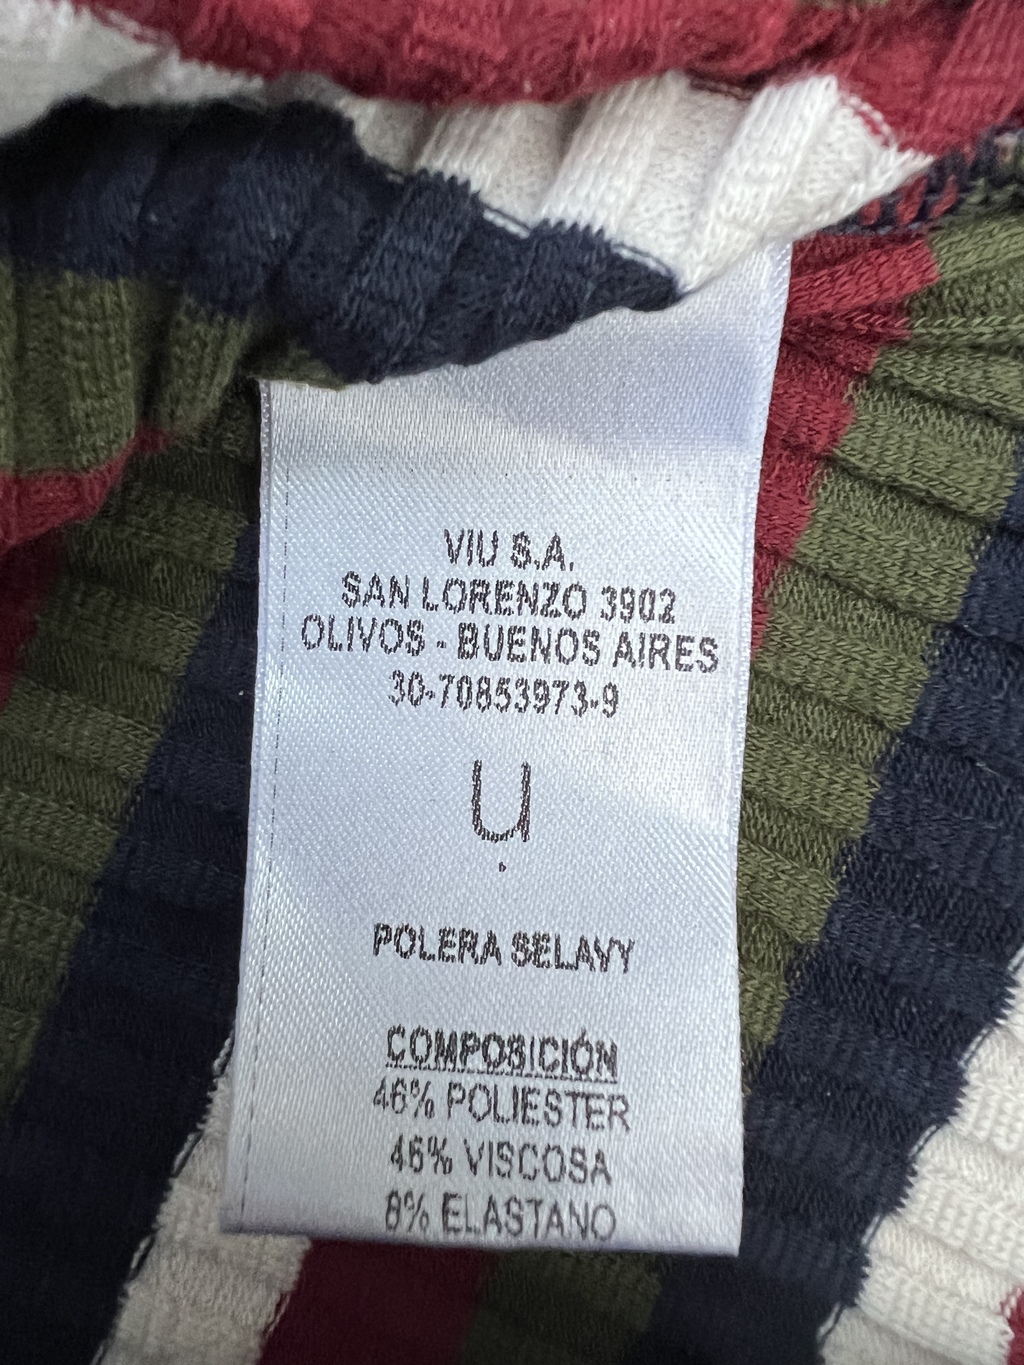 VIU S.A.
SAN LORENZO 3902
OLIVOS - BUENOS AIRES
30-70853973-9
U
POLERA SELAVY
COMPOSICIÓN
46% POLIESTER
46% VISCOSA
8% ELASTANO